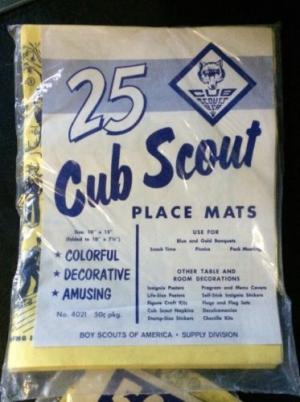 25
CUB
SCOUTS
BSA
Cub Scout
PLACE MATS
Size: 10" x 15"
(folded to 10" x 7½")
★ COLORFUL
★ DECORATIVE
★ AMUSING
No. 4021 50c pkg.
USE FOR
Blue and Gold Banquets
Snack Time Picnics Pack Meetings
OTHER TABLE AND
ROOM DECORATIONS
Insignia Posters Program and Menu Covers
Life-Size Posters Self-Stick Insignia Stickers
Figure Craft Kits Hugs and Flag Sets
Cub Scout Napkins Decalcomanias
Stamp-Size Stickers Chenille Kits
BOY SCOUTS OF AMERICA • SUPPLY DIVISION